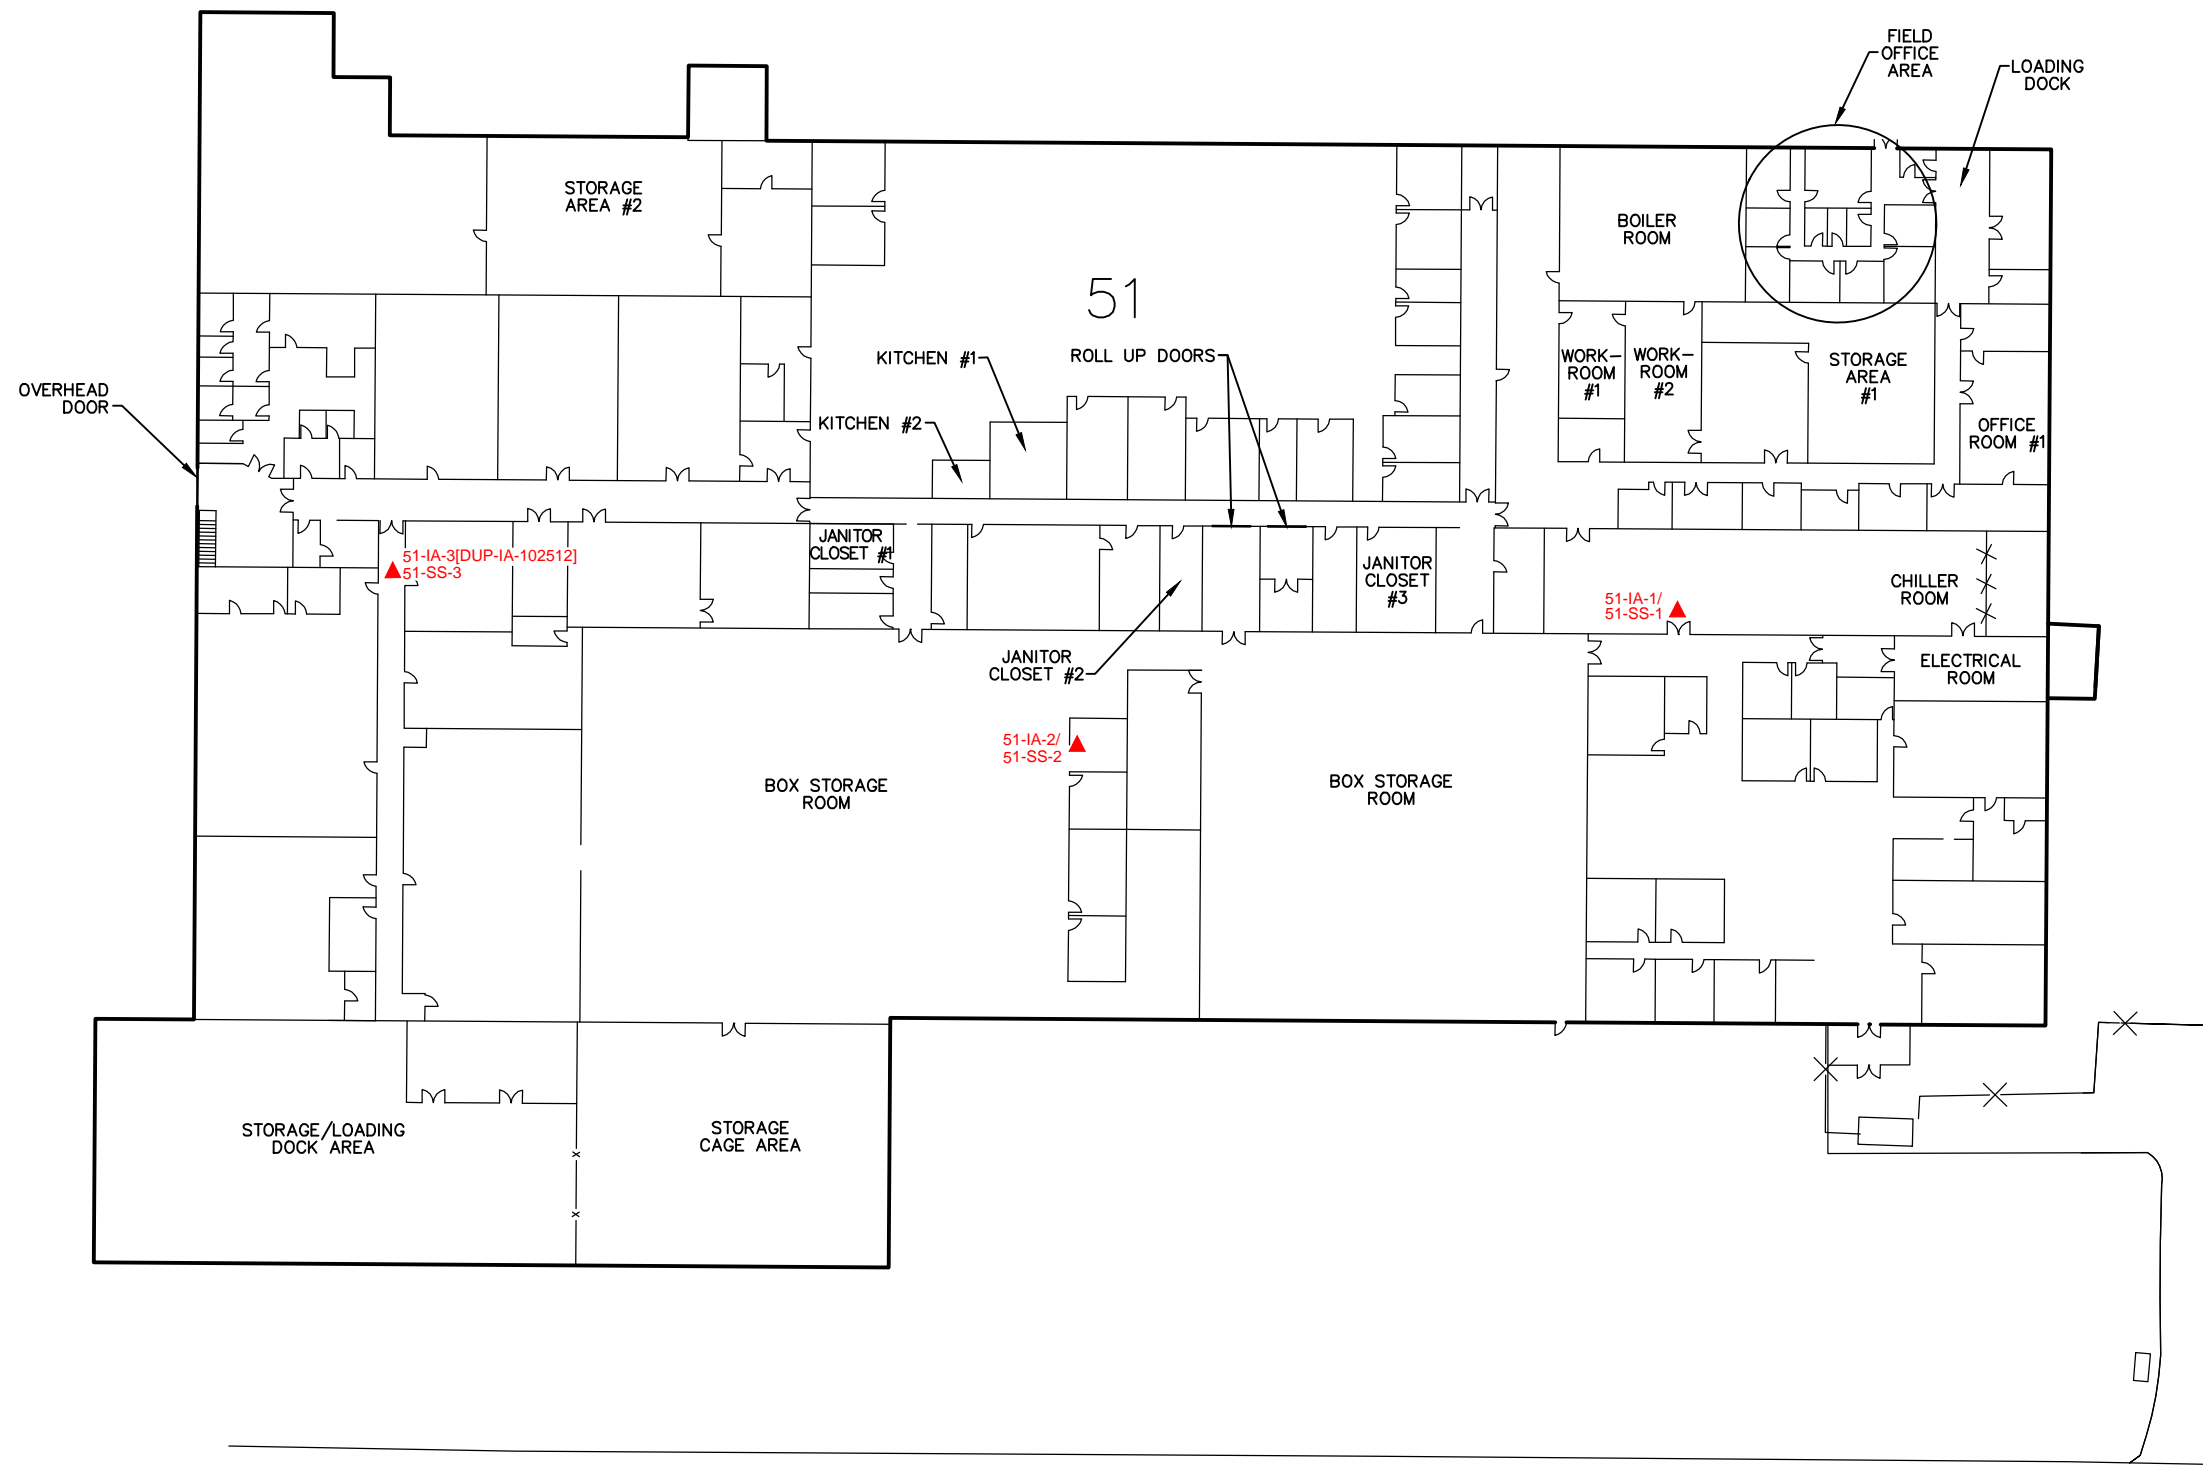 FIELD
OFFICE
AREA
LOADING
DOCK
STORAGE
AREA #2
BOILER
ROOM
51
KITCHEN #1
ROLL UP DOORS
WORK-
ROOM
#1
WORK-
ROOM
#2
STORAGE
AREA
#1
OVERHEAD
DOOR
KITCHEN #2
OFFICE
ROOM #1
JANITOR
CLOSET #1
51-IA-3[DUP-IA-102512]
51-SS-3
JANITOR
CLOSET
#3
CHILLER
ROOM
51-IA-1/
51-SS-1
JANITOR
CLOSET #2
ELECTRICAL
ROOM
51-IA-2/
51-SS-2
BOX STORAGE
ROOM
BOX STORAGE
ROOM
STORAGE/LOADING
DOCK AREA
STORAGE
CAGE AREA